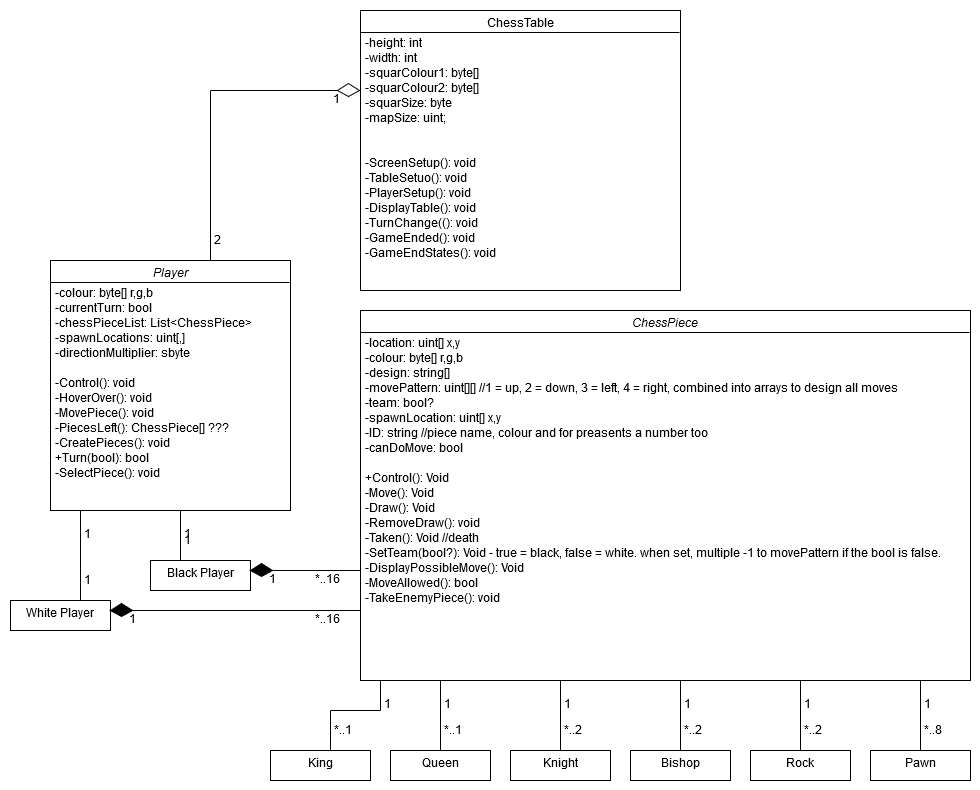 ChessTable
-height: int
-width: int
-squarColour1: byte[]
-squarColour2: byte[]
-squarSize: byte
-mapSize: uint;
-ScreenSetup(): void
-TableSetuo(): void
-PlayerSetup(): void
-DisplayTable(): void
-TurnChange((): void
-GameEnded(): void
-GameEndStates(): void
1
2
Player
-colour: byte[] r,g,b
-currentTurn: bool
-chessPieceList: List<ChessPiece>
-spawnLocations: uint[,]
-directionMultiplier: sbyte
-Control(): void
-HoverOver(): void
-MovePiece(): void
-PiecesLeft(): ChessPiece[] ???
-CreatePieces(): void
+Turn(bool): bool
-SelectPiece(): void
ChessPiece
-location: uint[] x,y
-colour: byte[] r,g,b
-design: string[]
-movePattern: uint[][] //1 = up, 2 = down, 3 = left, 4 = right, combined into arrays to design all moves
-team: bool?
-spawnLocation: uint[] x,y
-ID: string //piece name, colour and for preasents a number too
-canDoMove: bool
+Control(): Void
-Move(): Void
-Draw(): Void
-RemoveDraw(): void
-Taken(): Void //death
-SetTeam(bool?): Void - true = black, false = white. when set, multiple -1 to movePattern if the bool is false.
-DisplayPossibleMove(): Void
-MoveAllowed(): bool
-TakeEnemyPiece(): void
1
1
1
1
Black Player
1
*..16
White Player
1
*..16
1
1
1
1
1
1
*..1
*..1
*..2
*..2
*..2
*..8
King
Queen
Knight
Bishop
Rock
Pawn